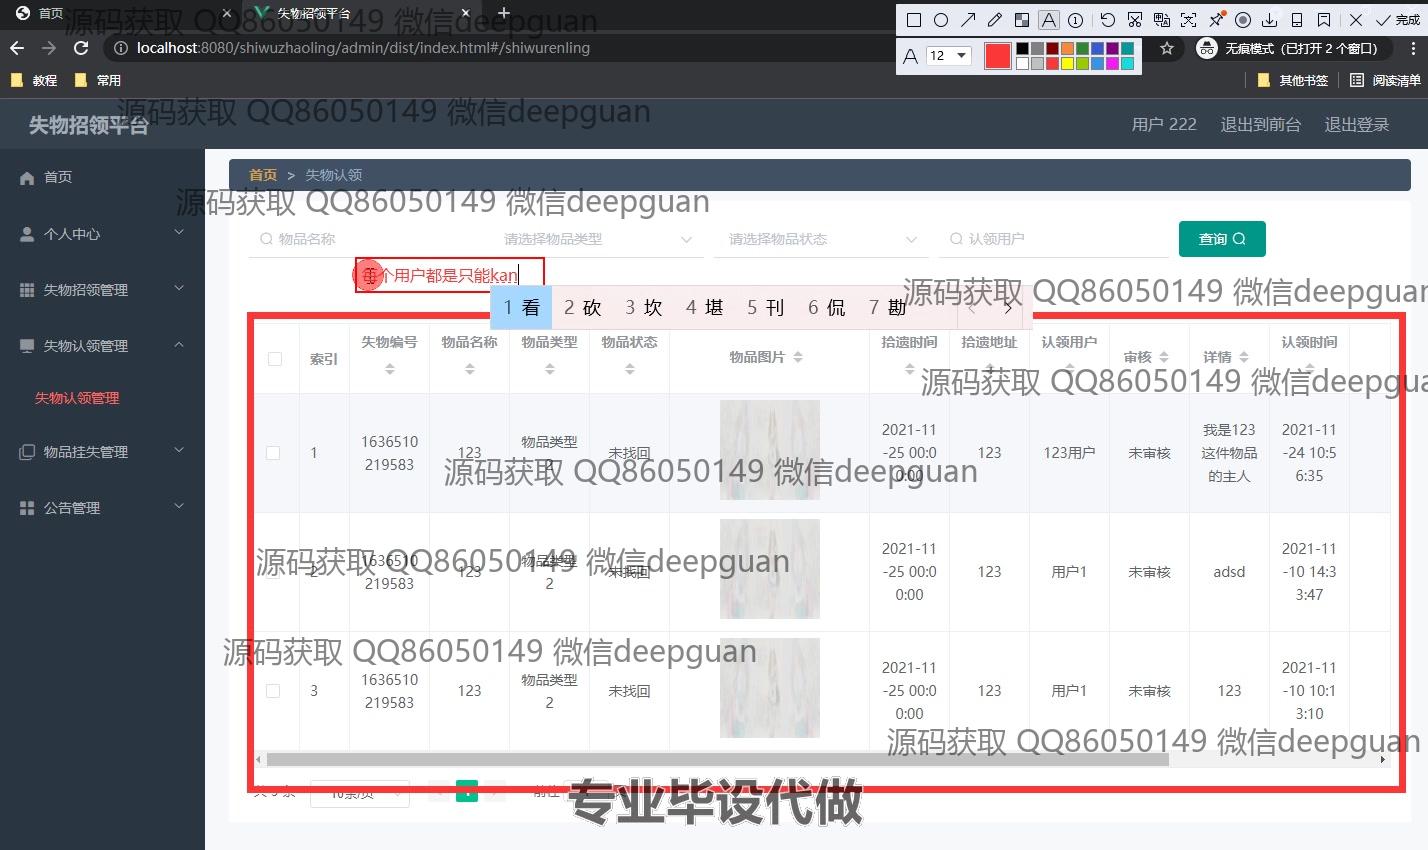 首页
失物招领平台
源码获取 QQ86050149 微信deepguan
12
完成
localhost:8080/shiwuzhaoling/admin/dist/index.html#/shiwurenling
无痕模式 (已打开 2 个窗口)
教程
常用
其他书签
阅读清单
源码获取 QQ86050149 微信deepguan
失物招领平台
用户 222
退出到前台
退出登录
首页
个人中心
失物招领管理
失物认领管理
失物认领管理
物品挂失管理
公告管理
首页 > 失物认领
源码获取 QQ86050149 微信deepguan
物品名称
请选择物品类型
请选择物品状态
认领用户
查询
每个用户都是只能kan
1 看 2 砍 3 坎 4 堪 5 刊 6 侃 7 勘
源码获取 QQ86050149 微信deepguan
索引 失物编号 物品名称 物品类型 物品状态 物品图片 拾遗时间 拾遗地址 认领用户 审核 详情 认领时间
源码获取 QQ86050149 微信deepgua
1
1636510
219583
123
物品类型
2
未找回
2021-11
-25 00:0
0:00
123
123用户
未审核
我是123
这件物品
的主人
2021-11
-24 10:5
6:35
源码获取 QQ86050149 微信deepguan
2
1636510
219583
123
物品类型
2
未找回
2021-11
-25 00:0
0:00
123
用户1
未审核
adsd
2021-11
-10 14:3
3:47
源码获取 QQ86050149 微信deepguan
3
1636510
219583
123
物品类型
2
未找回
2021-11
-25 00:0
0:00
123
用户1
未审核
123
2021-11
-10 10:1
3:10
源码获取 QQ86050149 微信deepguan
源码获取 QQ86050149 微信deepguan
10条/页
1
前往
专业毕设代做